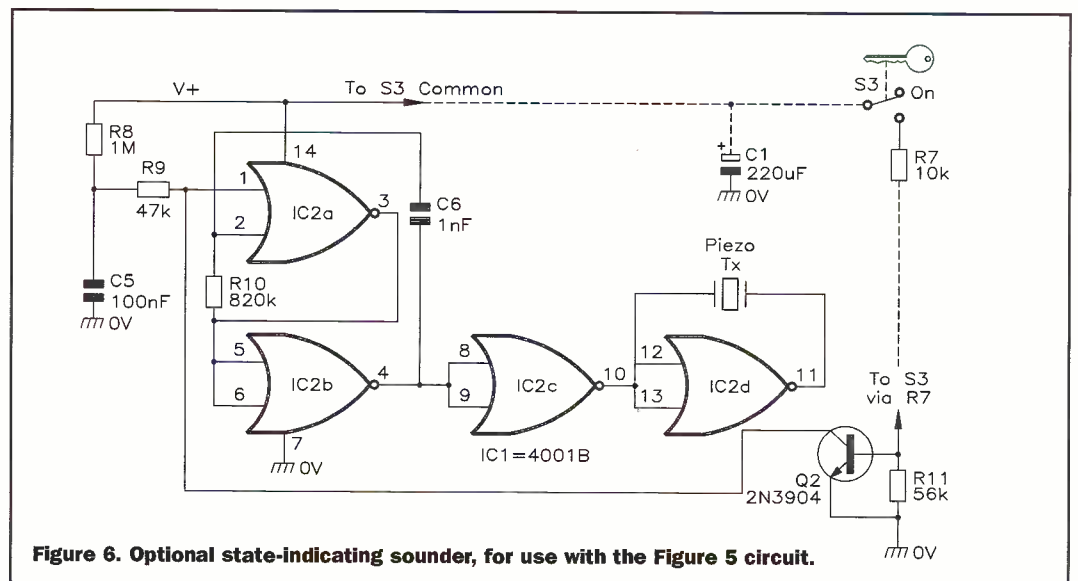 V+
To S3 Common
S3
On
R8
1M
R9
47k
14
1
2
3
IC2a
C6
1nF
+
C1
220uF
0V
R7
10k
C5
100nF
0V
R10
820k
Piezo
Tx
5
6
4
IC2b
8
9
10
IC2c
12
13
11
IC2d
7
0V
IC1=4001B
To S3
via R7
Q2
2N3904
R11
56k
0V
Figure 6. Optional state-indicating sounder, for use with the Figure 5 circuit.